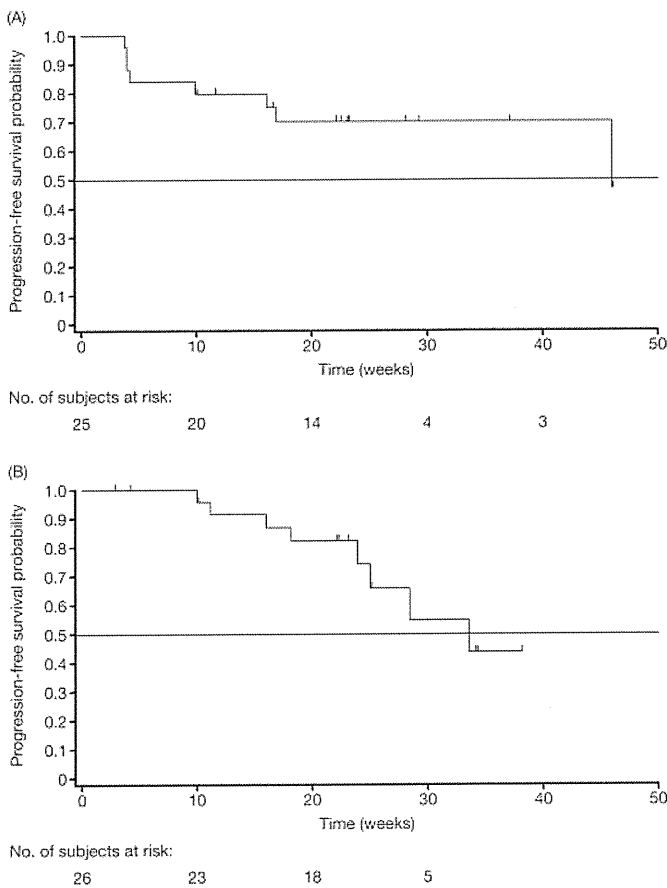 (A)
Progression-free survival probability
1.0
0.9
0.8
0.7
0.6
0.5
0.4
0.3
0.2
0.1
0
0 10 20 30 40 50
Time (weeks)
No. of subjects at risk:
25 20 14 4 3
(B)
Progression-free survival probability
1.0
0.9
0.8
0.7
0.6
0.5
0.4
0.3
0.2
0.1
0
0 10 20 30 40 50
Time (weeks)
No. of subjects at risk:
26 23 18 5